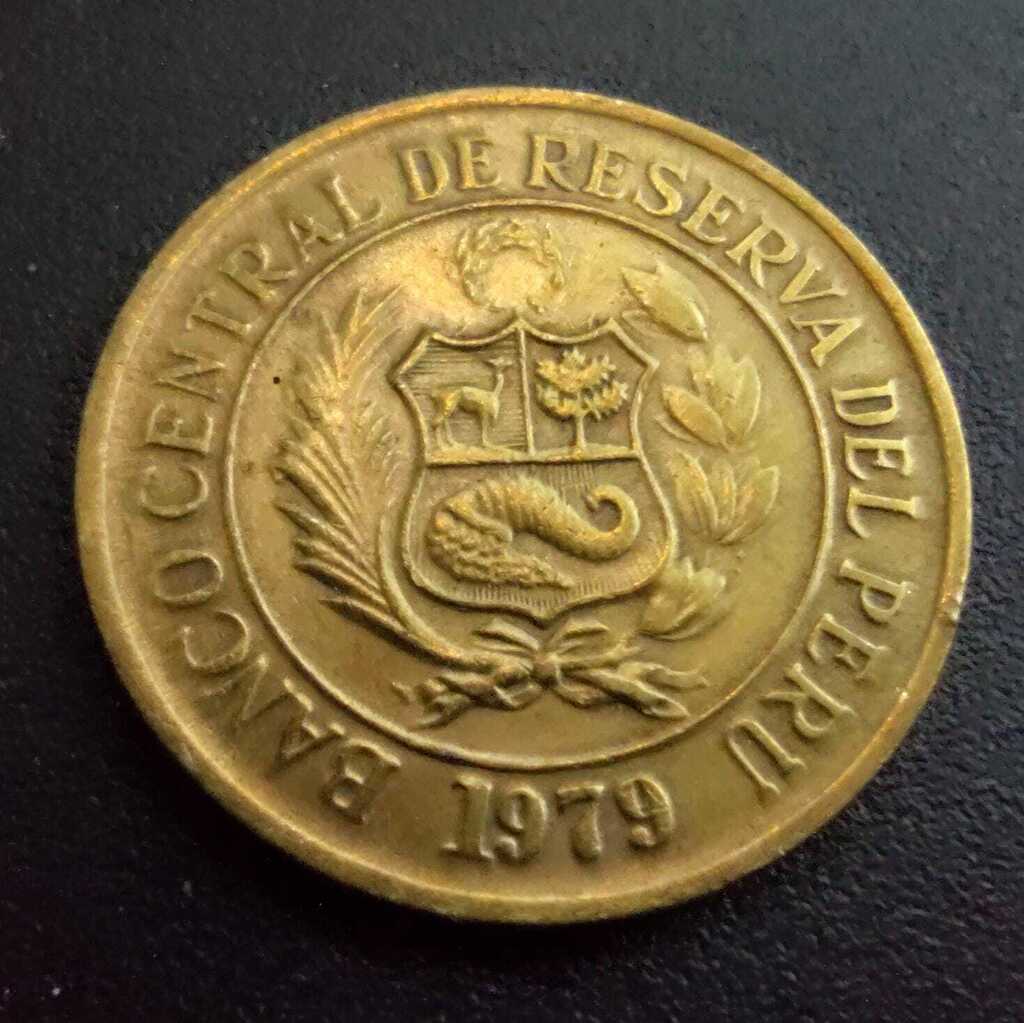 BANCO CENTRAL DE RESERVA DEL PERU
1979